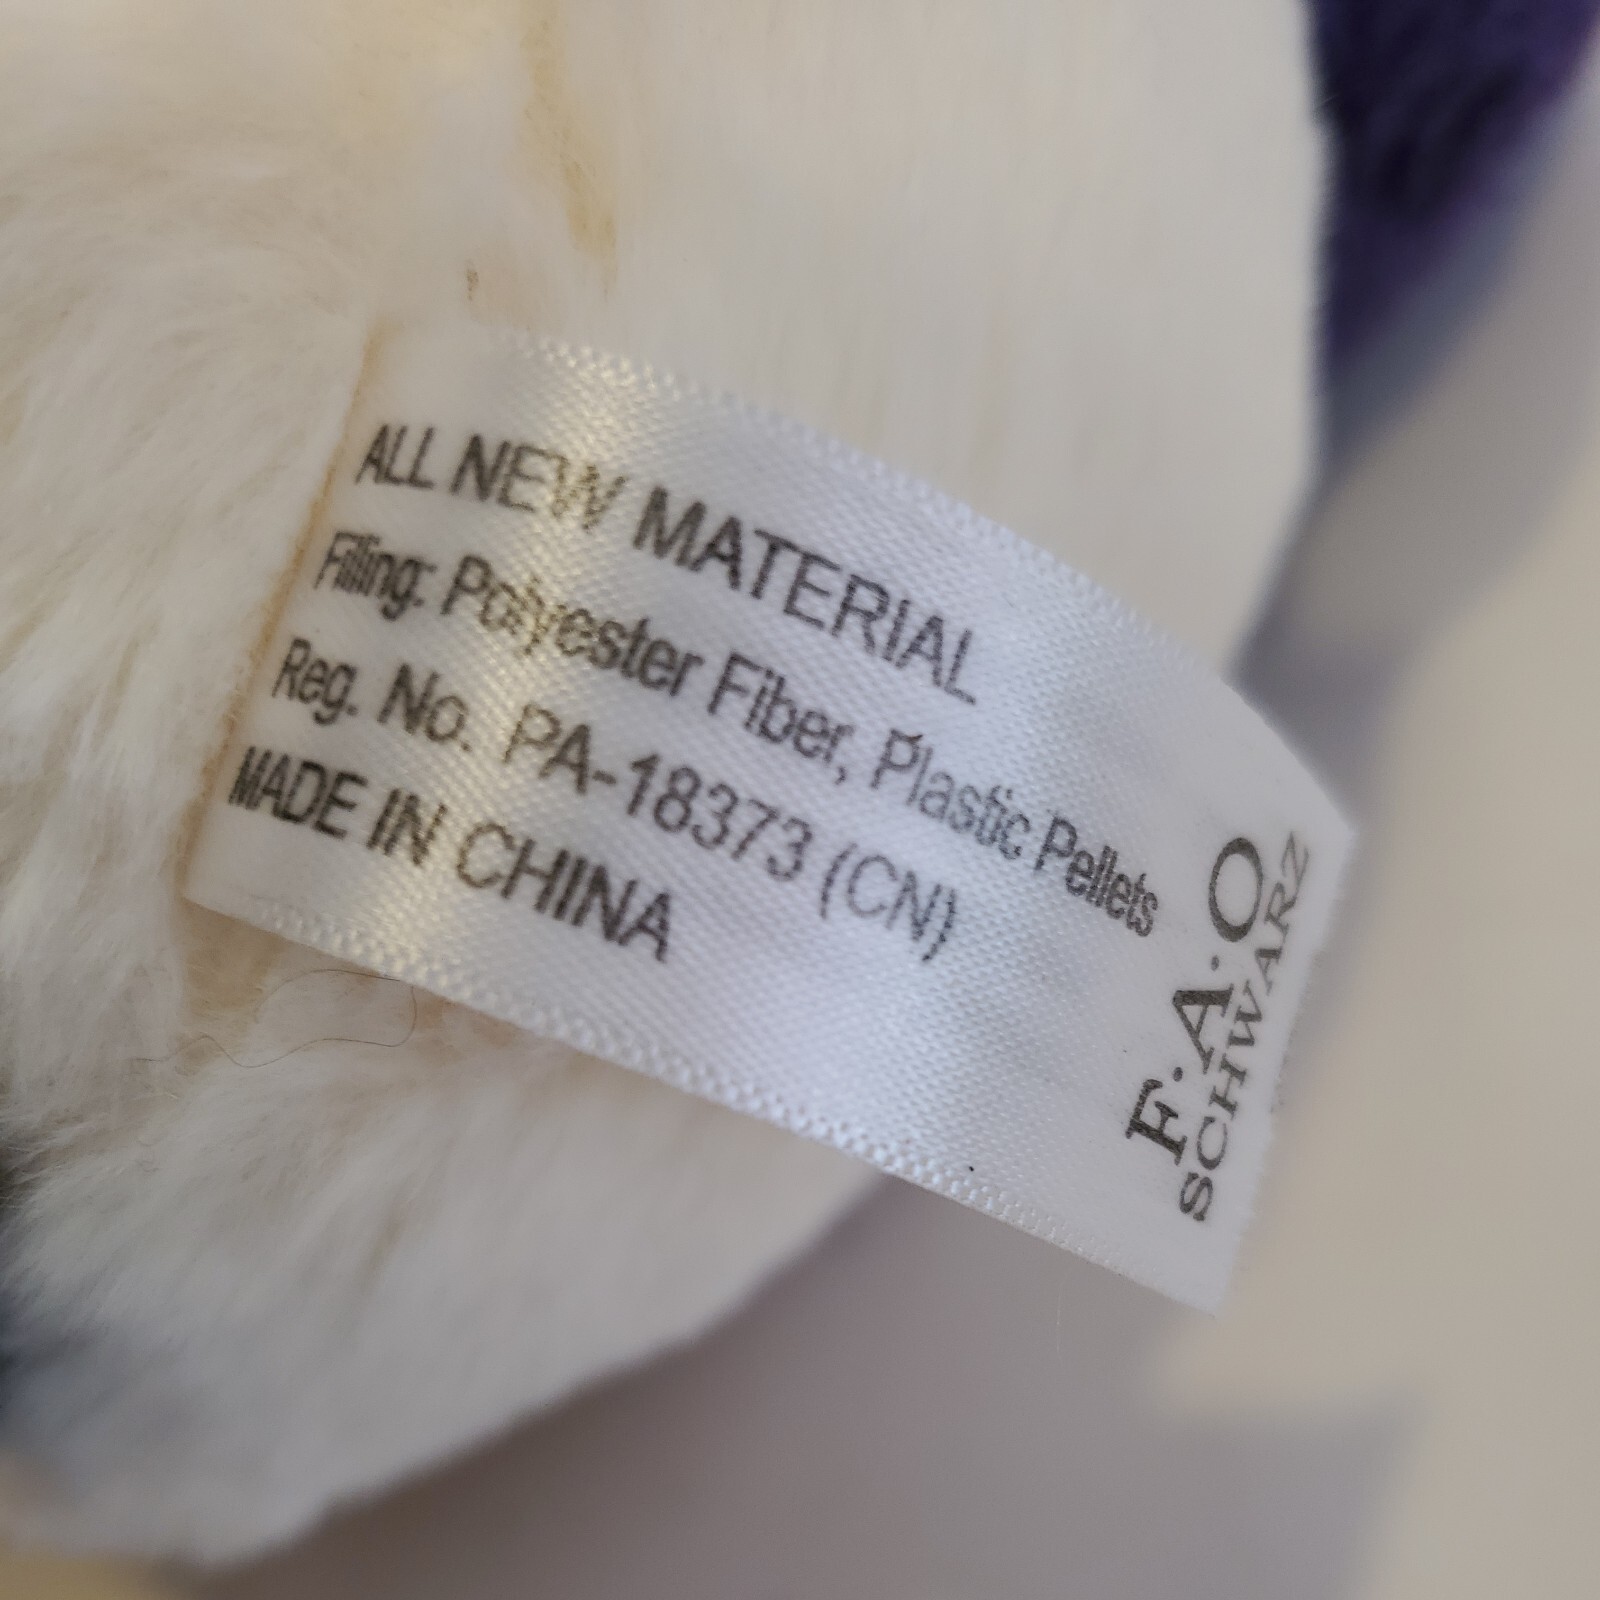 ALL NEW MATERIAL
Filling: Polyester Fiber, Plastic Pellets
Reg. No. PA-18373 (CN)
MADE IN CHINA
F.A.O
SCHWARZ